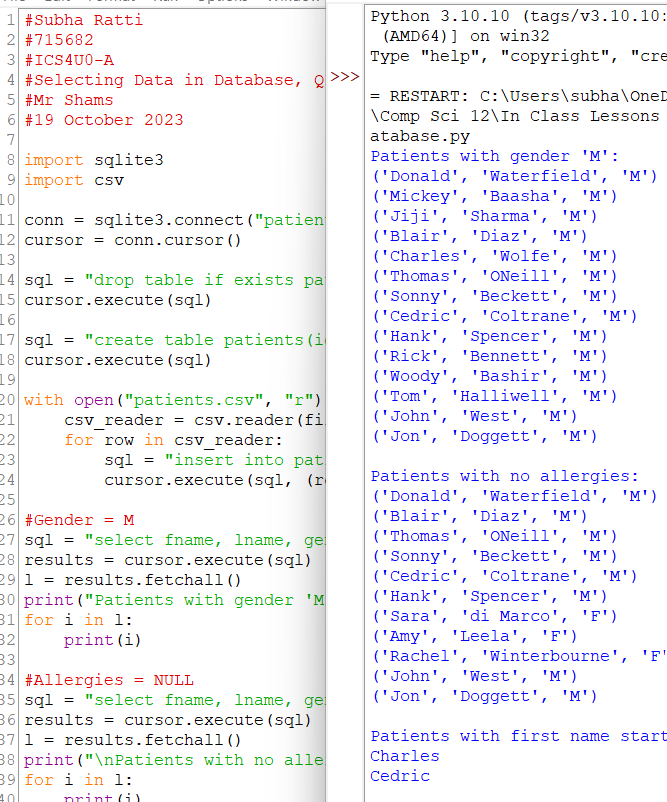 1 #Subha Ratti
2 #715682
3 #ICS4U0-A
4 #Selecting Data in Database, Q
5 #Mr Shams
6 #19 October 2023
7
8 import sqlite3
9 import csv
10
11 conn = sqlite3.connect("patien
12 cursor = conn.cursor()
13
14 sql = "drop table if exists pa
15 cursor.execute(sql)
16
17 sql = "create table patients(i
18 cursor.execute(sql)
19
20 with open("patients.csv", "r")
21     csv_reader = csv.reader(fi
22     for row in csv_reader:
23         sql = "insert into pat
24         cursor.execute(sql, (r
25
26 #Gender = M
27 sql = "select fname, lname, ge
28 results = cursor.execute(sql)
29 l = results.fetchall()
30 print("Patients with gender 'M
31 for i in l:
32     print(i)
33
34 #Allergies = NULL
35 sql = "select fname, lname, ge
36 results = cursor.execute(sql)
37 l = results.fetchall()
38 print("\nPatients with no alle
39 for i in l:
40     print(i)
Python 3.10.10 (tags/v3.10.10:
(AMD64)] on win32
Type "help", "copyright", "cre
>>>
= RESTART: C:\Users\subha\OneD
\Comp Sci 12\In Class Lessons
atabase.py
Patients with gender 'M':
('Donald', 'Waterfield', 'M')
('Mickey', 'Baasha', 'M')
('Jiji', 'Sharma', 'M')
('Blair', 'Diaz', 'M')
('Charles', 'Wolfe', 'M')
('Thomas', 'ONeill', 'M')
('Sonny', 'Beckett', 'M')
('Cedric', 'Coltrane', 'M')
('Hank', 'Spencer', 'M')
('Rick', 'Bennett', 'M')
('Woody', 'Bashir', 'M')
('Tom', 'Halliwell', 'M')
('John', 'West', 'M')
('Jon', 'Doggett', 'M')
Patients with no allergies:
('Donald', 'Waterfield', 'M')
('Blair', 'Diaz', 'M')
('Thomas', 'ONeill', 'M')
('Sonny', 'Beckett', 'M')
('Cedric', 'Coltrane', 'M')
('Hank', 'Spencer', 'M')
('Sara', 'di Marco', 'F')
('Amy', 'Leela', 'F')
('Rachel', 'Winterbourne', 'F'
('John', 'West', 'M')
('Jon', 'Doggett', 'M')
Patients with first name start
Charles
Cedric